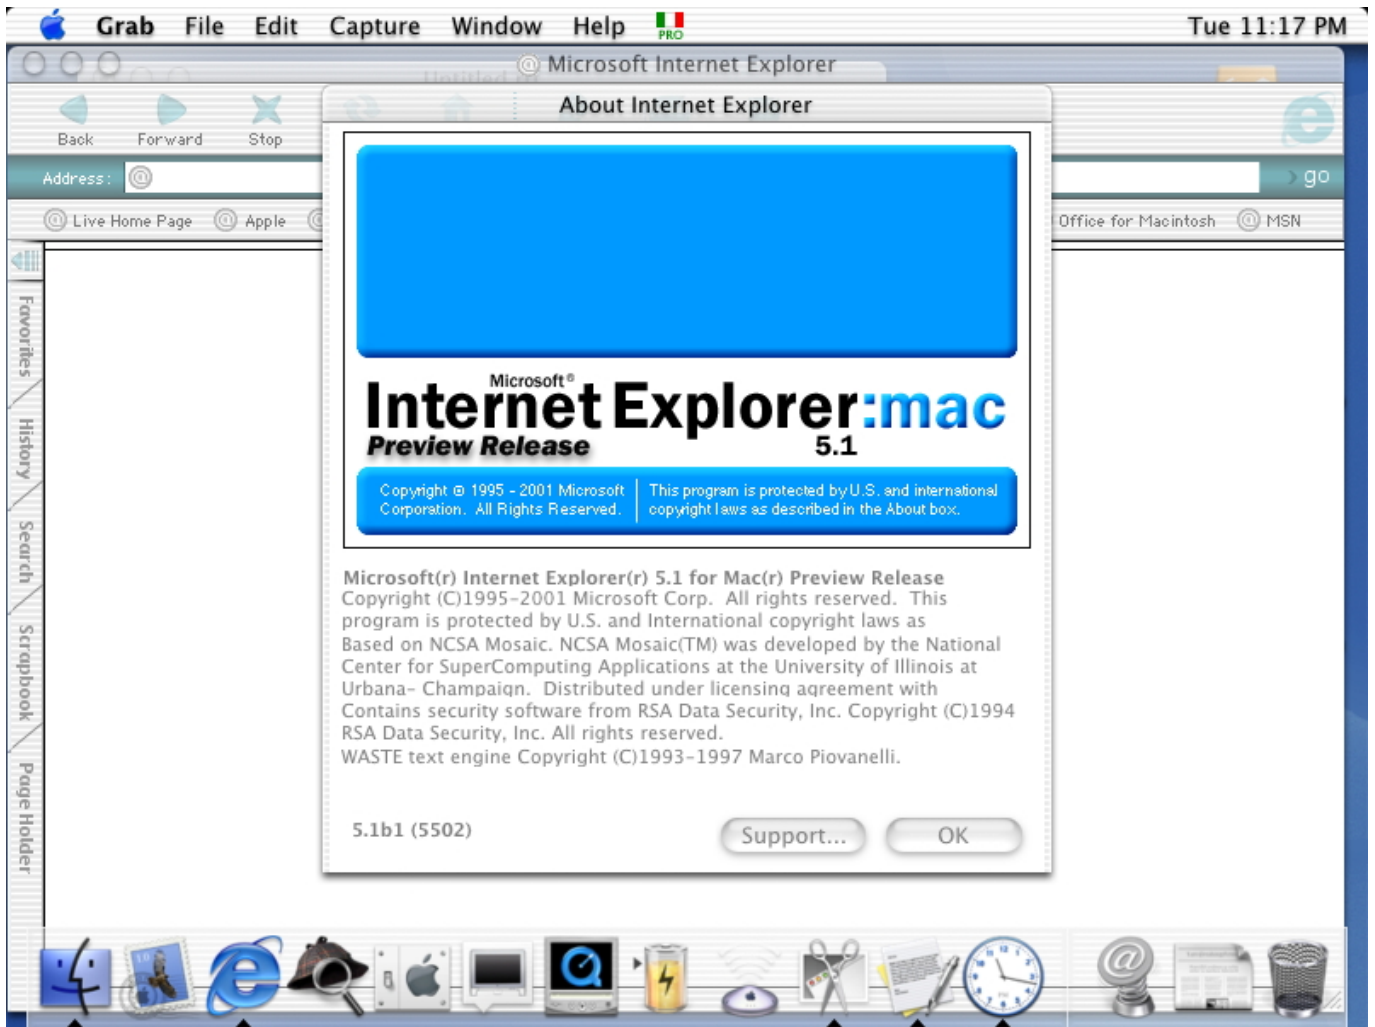 Grab File Edit Capture Window Help PRO Tue 11:17 PM
Microsoft Internet Explorer
About Internet Explorer
Back Forward Stop
Address: @ go
Live Home Page Apple Office for Macintosh MSN
Favorites
History
Search
Scrapbook
Page Holder
Microsoft®
Internet Explorer:mac
Preview Release 5.1
Copyright © 1995 - 2001 Microsoft
Corporation. All Rights Reserved.
This program is protected by U.S. and international
copyright laws as described in the About box.
Microsoft(r) Internet Explorer(r) 5.1 for Mac(r) Preview Release
Copyright (C)1995-2001 Microsoft Corp. All rights reserved. This
program is protected by U.S. and International copyright laws as
Based on NCSA Mosaic. NCSA Mosaic(TM) was developed by the National
Center for SuperComputing Applications at the University of Illinois at
Urbana- Champaign. Distributed under licensing agreement with
Contains security software from RSA Data Security, Inc. Copyright (C)1994
RSA Data Security, Inc. All rights reserved.
WASTE text engine Copyright (C)1993-1997 Marco Piovanelli.
5.1b1 (5502) Support... OK